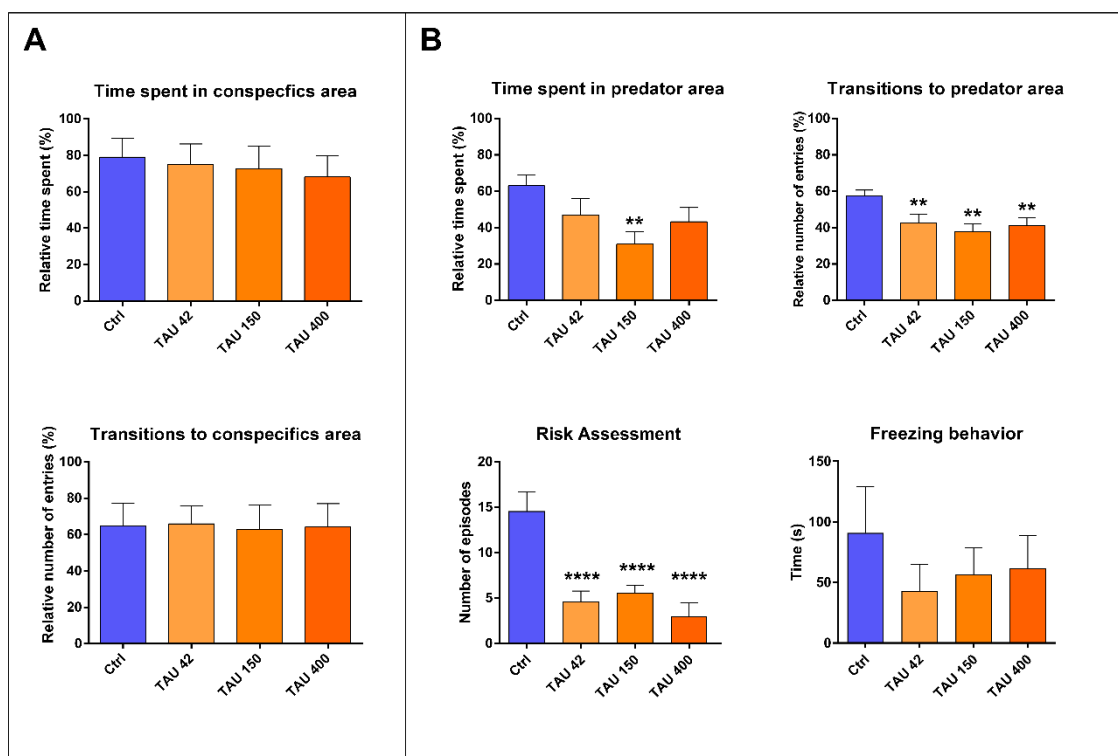 A
Time spent in conspecfics area
Relative time spent (%)
100
80
60
40
20
0
Ctrl
TAU 42
TAU 150
TAU 400
Transitions to conspecifics area
Relative number of entries (%)
100
80
60
40
20
0
Ctrl
TAU 42
TAU 150
TAU 400
B
Time spent in predator area
Relative time spent (%)
100
80
60
40
20
0
**
Ctrl
TAU 42
TAU 150
TAU 400
Transitions to predator area
Relative number of entries (%)
100
80
60
40
20
0
** ** **
Ctrl
TAU 42
TAU 150
TAU 400
Risk Assessment
Number of episodes
20
15
10
5
0
**** **** ****
Ctrl
TAU 42
TAU 150
TAU 400
Freezing behavior
Time (s)
150
100
50
0
Ctrl
TAU 42
TAU 150
TAU 400